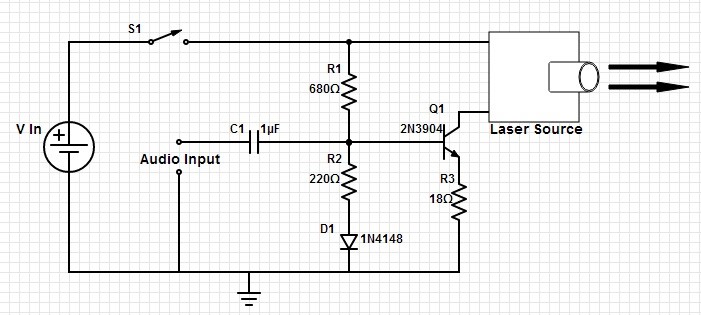 S1
R1
680Ω
Q1
2N3904
Laser Source
V In
+
C1 1µF
Audio Input
R2
220Ω
R3
18Ω
D1
1N4148